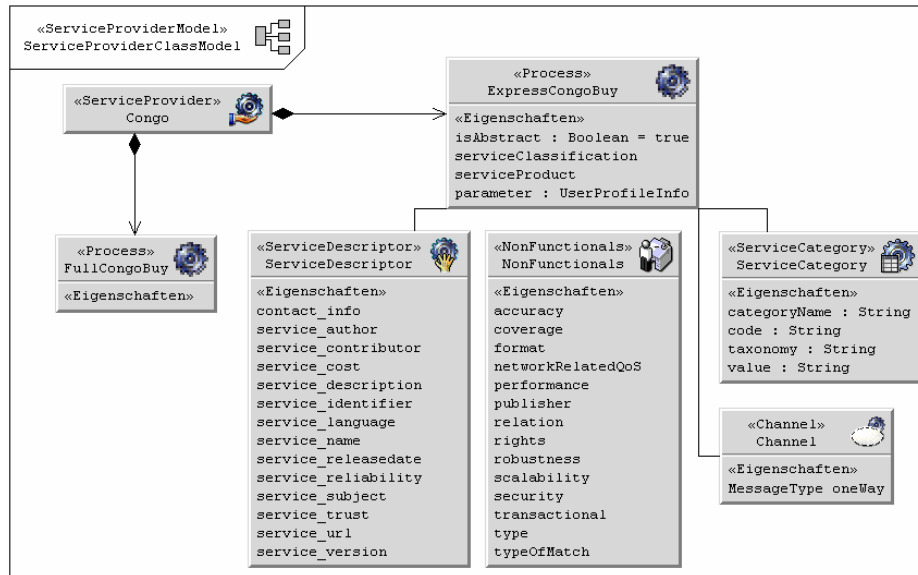 «ServiceProviderModel»
ServiceProviderClassModel
«ServiceProvider»
Congo
«Process»
ExpressCongoBuy
«Eigenschaften»
isAbstract : Boolean = true
serviceClassification
serviceProduct
parameter : UserProfileInfo
«Process»
FullCongoBuy
«Eigenschaften»
«ServiceDescriptor»
ServiceDescriptor
«Eigenschaften»
contact_info
service_author
service_contributor
service_cost
service_description
service_identifier
service_language
service_name
service_releasedate
service_reliability
service_subject
service_trust
service_url
service_version
«NonFunctionals»
NonFunctionals
«Eigenschaften»
accuracy
coverage
format
networkRelatedQoS
performance
publisher
relation
rights
robustness
scalability
security
transactional
type
typeOfMatch
«ServiceCategory»
ServiceCategory
«Eigenschaften»
categoryName : String
code : String
taxonomy : String
value : String
«Channel»
Channel
«Eigenschaften»
MessageType oneWay